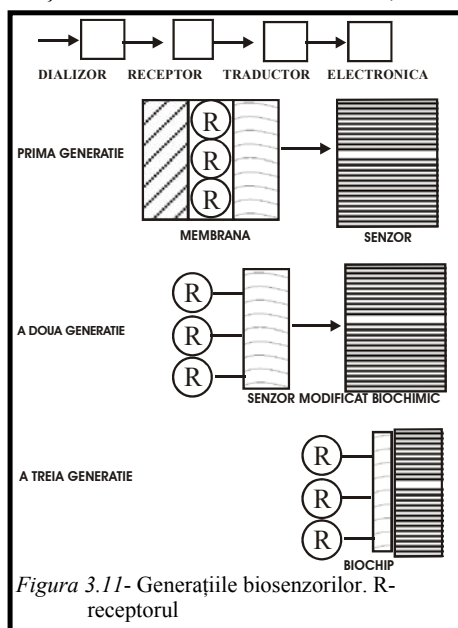 DIALIZOR RECEPTOR TRADUCTOR ELECTRONICA
R
PRIMA GENERATIE R
R
MEMBRANA SENZOR
R
A DOUA GENERATIE R
R
SENZOR MODIFICAT BIOCHIMIC
R
A TREIA GENERATIE
R
R
BIOCHIP
Figura 3.11- Generațiile biosenzorilor. R-
receptorul